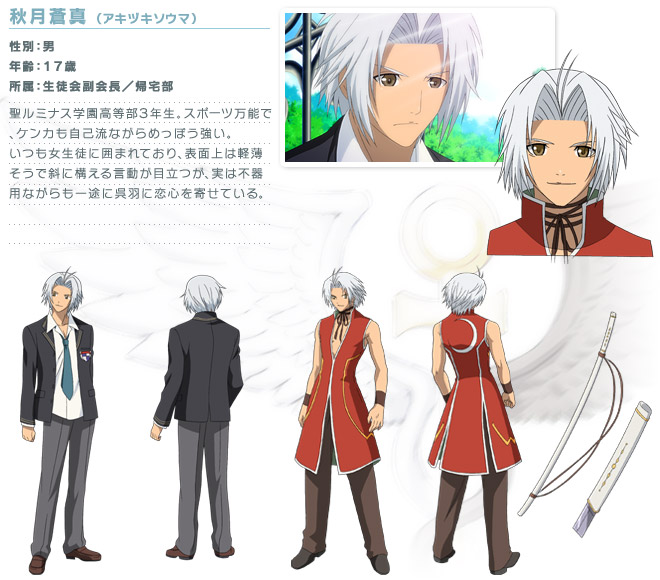 秋月蒼真（アキヅキソウマ）
性別：男
年齢：17歳
所属：生徒会副会長／帰宅部
聖ルミナス学園高等部3年生。スポーツ万能で
、ケンカも自己流ながらめっぽう強い。
いつも女生徒に囲まれており、表面上は軽薄
そうで斜に構える言動が目立つが、実は不器
用ながらも一途に呉羽に恋心を寄せている。